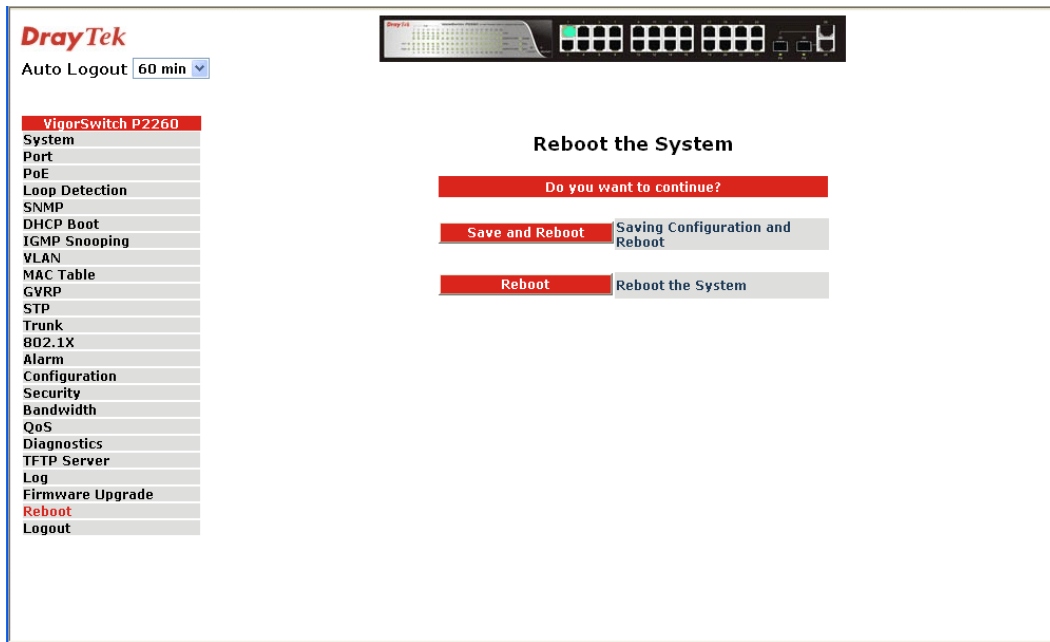 DrayTek
Auto Logout 60 min
VigorSwitch P2260
System
Port
PoE
Loop Detection
SNMP
DHCP Boot
IGMP Snooping
VLAN
MAC Table
GVRP
STP
Trunk
802.1X
Alarm
Configuration
Security
Bandwidth
QoS
Diagnostics
TFTP Server
Log
Firmware Upgrade
Reboot
Logout
Reboot the System
Do you want to continue?
Save and Reboot
Saving Configuration and
Reboot
Reboot
Reboot the System